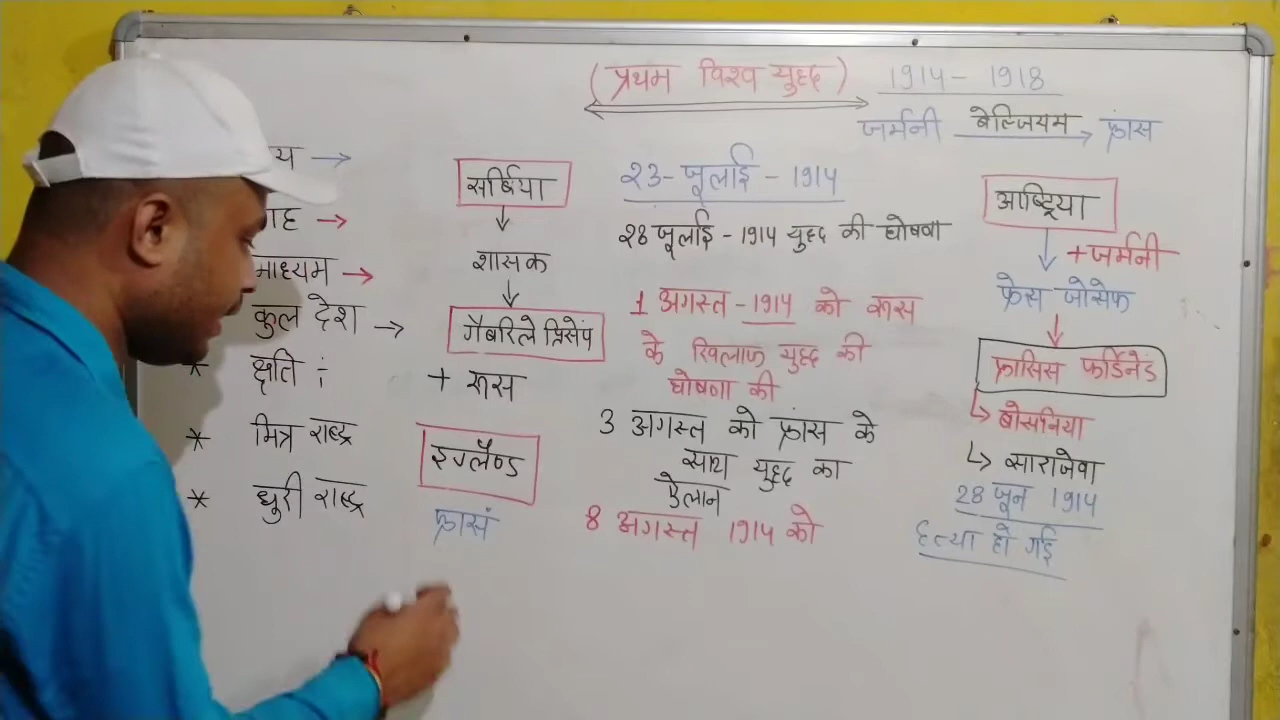 (प्रथम विश्व युद्ध) 1914 - 1918
जर्मनी बेल्जियम फ्रांस
माध्यम →
कुल देश →
* क्षति :
* मित्र राष्ट्र
* धुरी राष्ट्र
सर्बिया
↓
शासक
↓
गैबरिले प्रिंसेप
+ रूस
इंग्लैण्ड
फ्रासं
23-जूलाई - 1914
28 जूलाई - 1914 युद्ध की घोषणा
1 अगस्त - 1914 को रूस
के खिलाफ युद्ध की
घोषणा की
3 अगस्त को फ्रांस के
साथ युद्ध का
ऐलान
8 अगस्त 1914 को
आष्ट्रिया
+ जर्मनी
फ्रेंस जोसेफ
↓
फ्रासिस फर्डिनेंड
↳ बोसनिया
↳ साराजेवा
28 जून 1914
हत्या हो गई